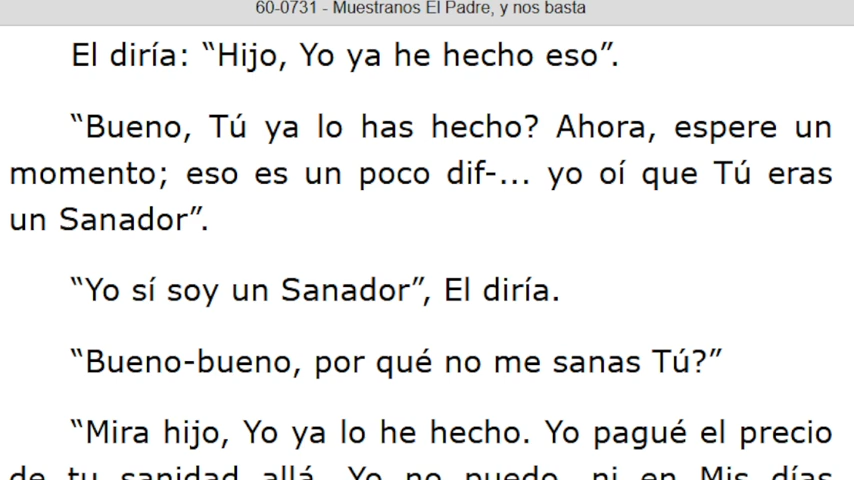 60-0731 - Muestranos El Padre, y nos basta
El diría: “Hijo, Yo ya he hecho eso”.
“Bueno, Tú ya lo has hecho? Ahora, espere un
momento; eso es un poco dif-... yo oí que Tú eras
un Sanador”.
“Yo sí soy un Sanador”, El diría.
“Bueno-bueno, por qué no me sanas Tú?”
“Mira hijo, Yo ya lo he hecho. Yo pagué el precio
de tu sanidad allá. Yo no puedo, ni en Mis días